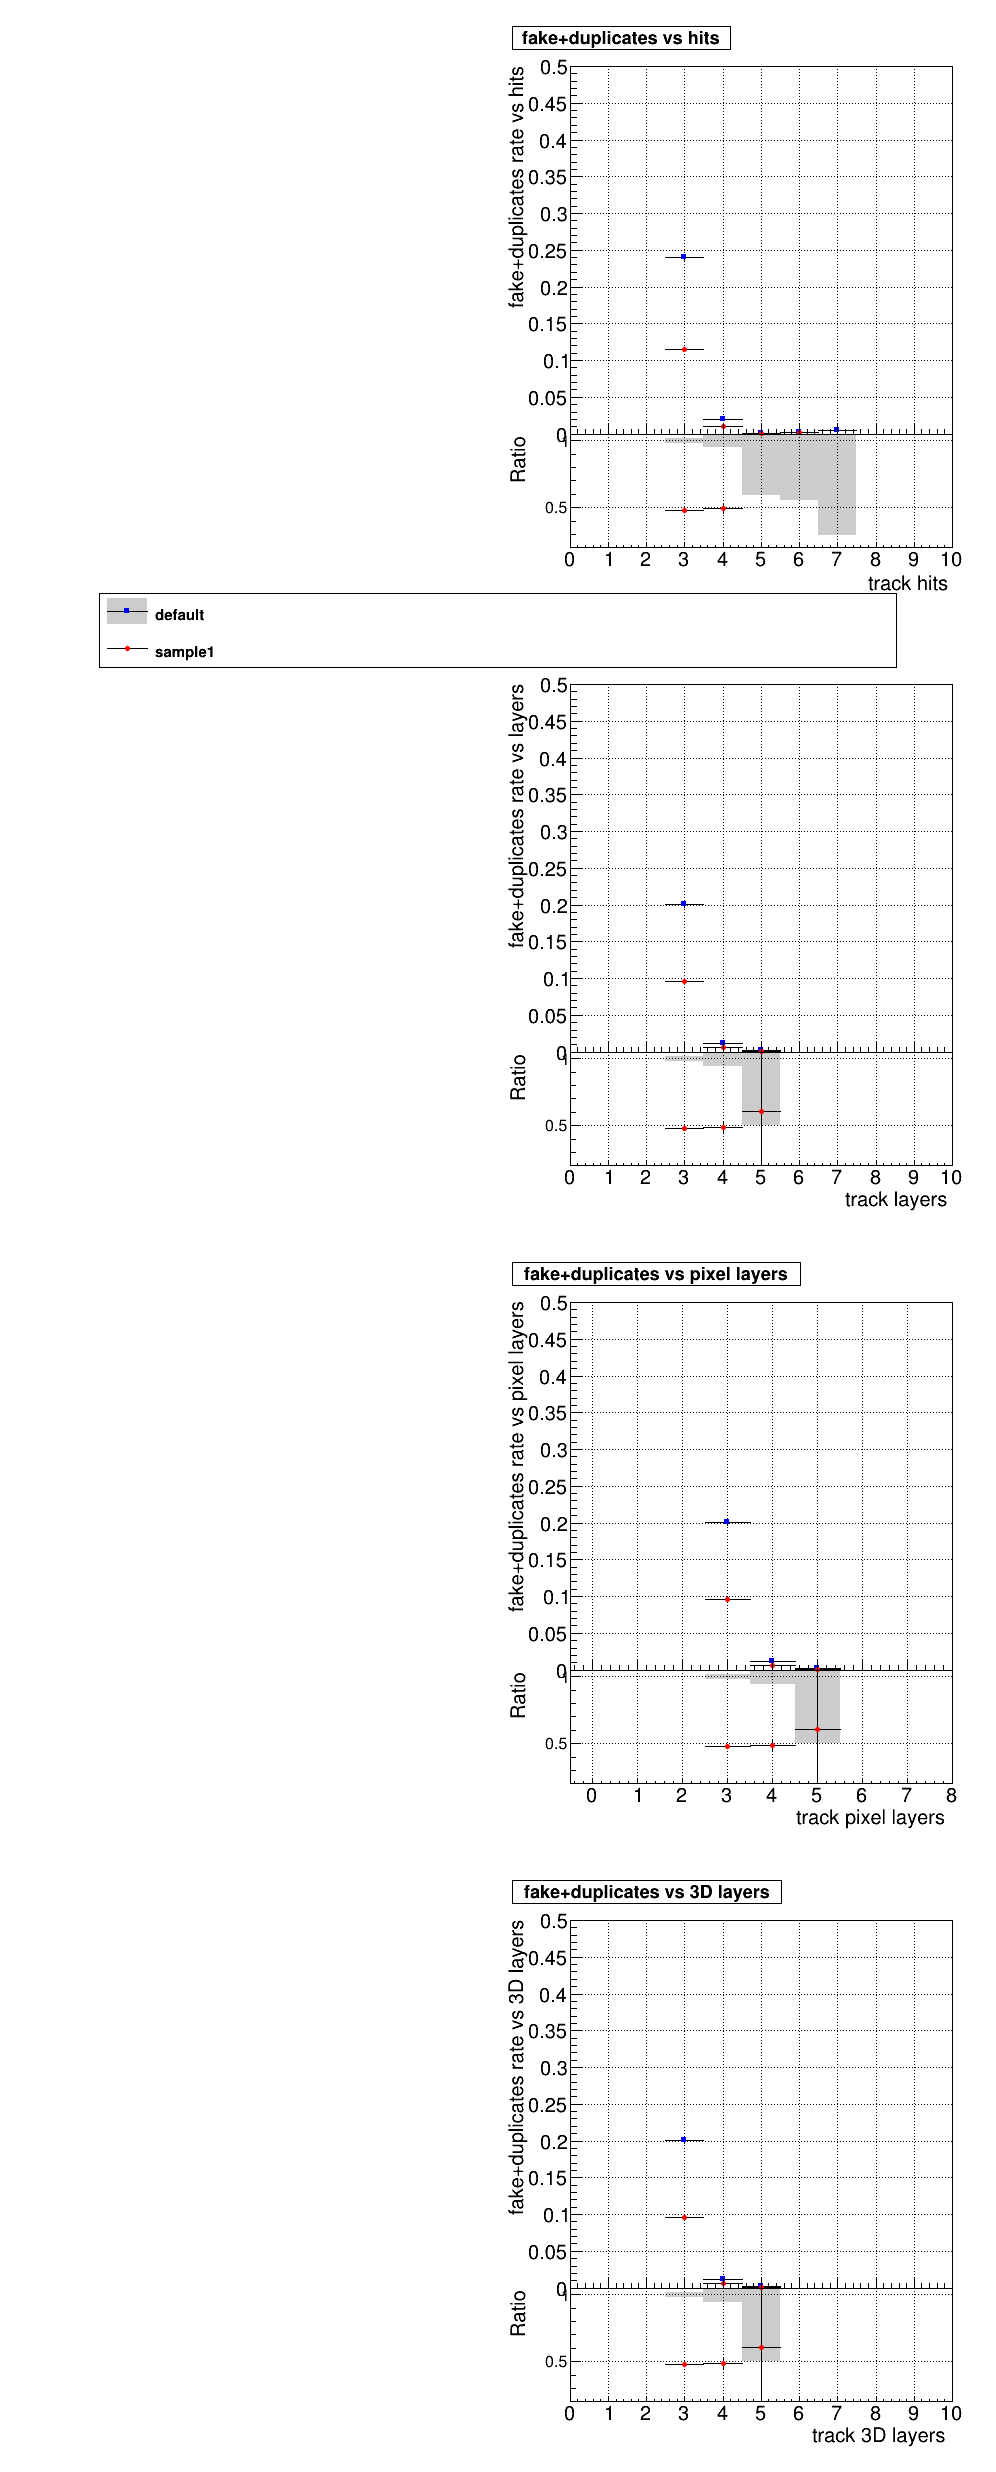 fake+duplicates vs hits
fake+duplicates rate vs hits
0.5
0.45
0.4
0.35
0.3
0.25
0.2
0.15
0.1
0.05
0
Ratio
1
0.5
0 1 2 3 4 5 6 7 8 9 10
track hits
default
sample1
fake+duplicates rate vs layers
0.5
0.45
0.4
0.35
0.3
0.25
0.2
0.15
0.1
0.05
0
Ratio
1
0.5
0 1 2 3 4 5 6 7 8 9 10
track layers
fake+duplicates vs pixel layers
fake+duplicates rate vs pixel layers
0.5
0.45
0.4
0.35
0.3
0.25
0.2
0.15
0.1
0.05
0
Ratio
1
0.5
0 1 2 3 4 5 6 7 8
track pixel layers
fake+duplicates vs 3D layers
fake+duplicates rate vs 3D layers
0.5
0.45
0.4
0.35
0.3
0.25
0.2
0.15
0.1
0.05
0
Ratio
1
0.5
0 1 2 3 4 5 6 7 8 9 10
track 3D layers